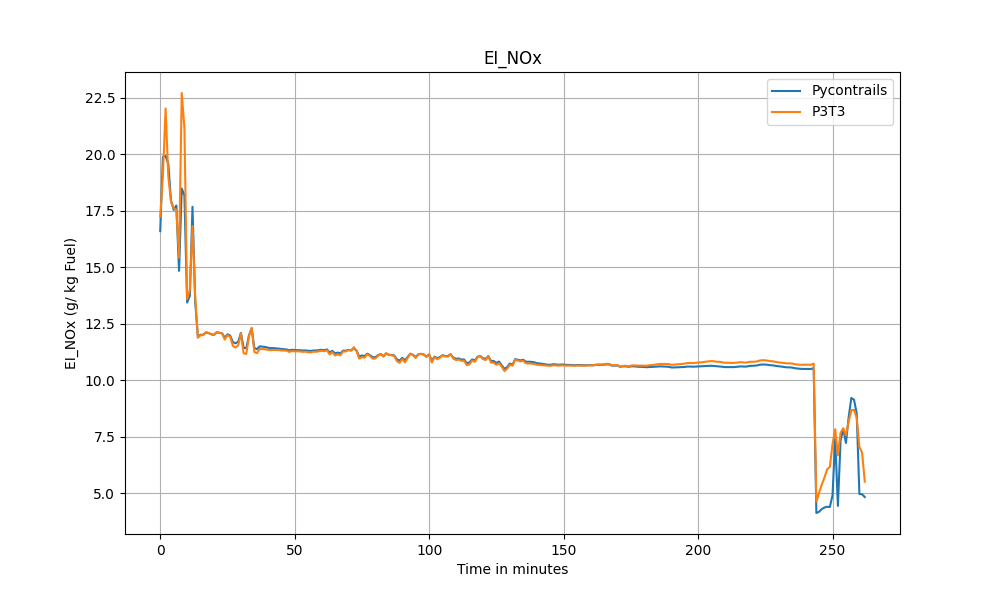 EI_NOx
Pycontrails
P3T3
EI_NOx (g/ kg Fuel)
22.5
20.0
17.5
15.0
12.5
10.0
7.5
5.0
0 50 100 150 200 250
Time in minutes